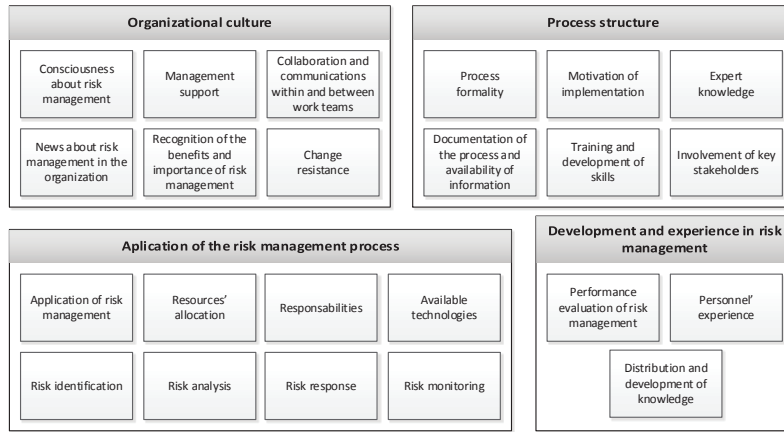 Organizational culture
Consciousness
about risk
management
Management
support
Collaboration and
communications
within and between
work teams
News about risk
management in the
organization
Recognition of the
benefits and
importance of risk
management
Change
resistance
Process structure
Process
formality
Motivation of
implementation
Expert
knowledge
Documentation of
the process and
availability of
information
Training and
development of
skills
Involvement of key
stakeholders
Aplication of the risk management process
Application of risk
management
Resources'
allocation
Responsabilities
Available
technologies
Risk identification
Risk analysis
Risk response
Risk monitoring
Development and experience in risk
management
Performance
evaluation of risk
management
Personnel'
experience
Distribution and
development of
knowledge